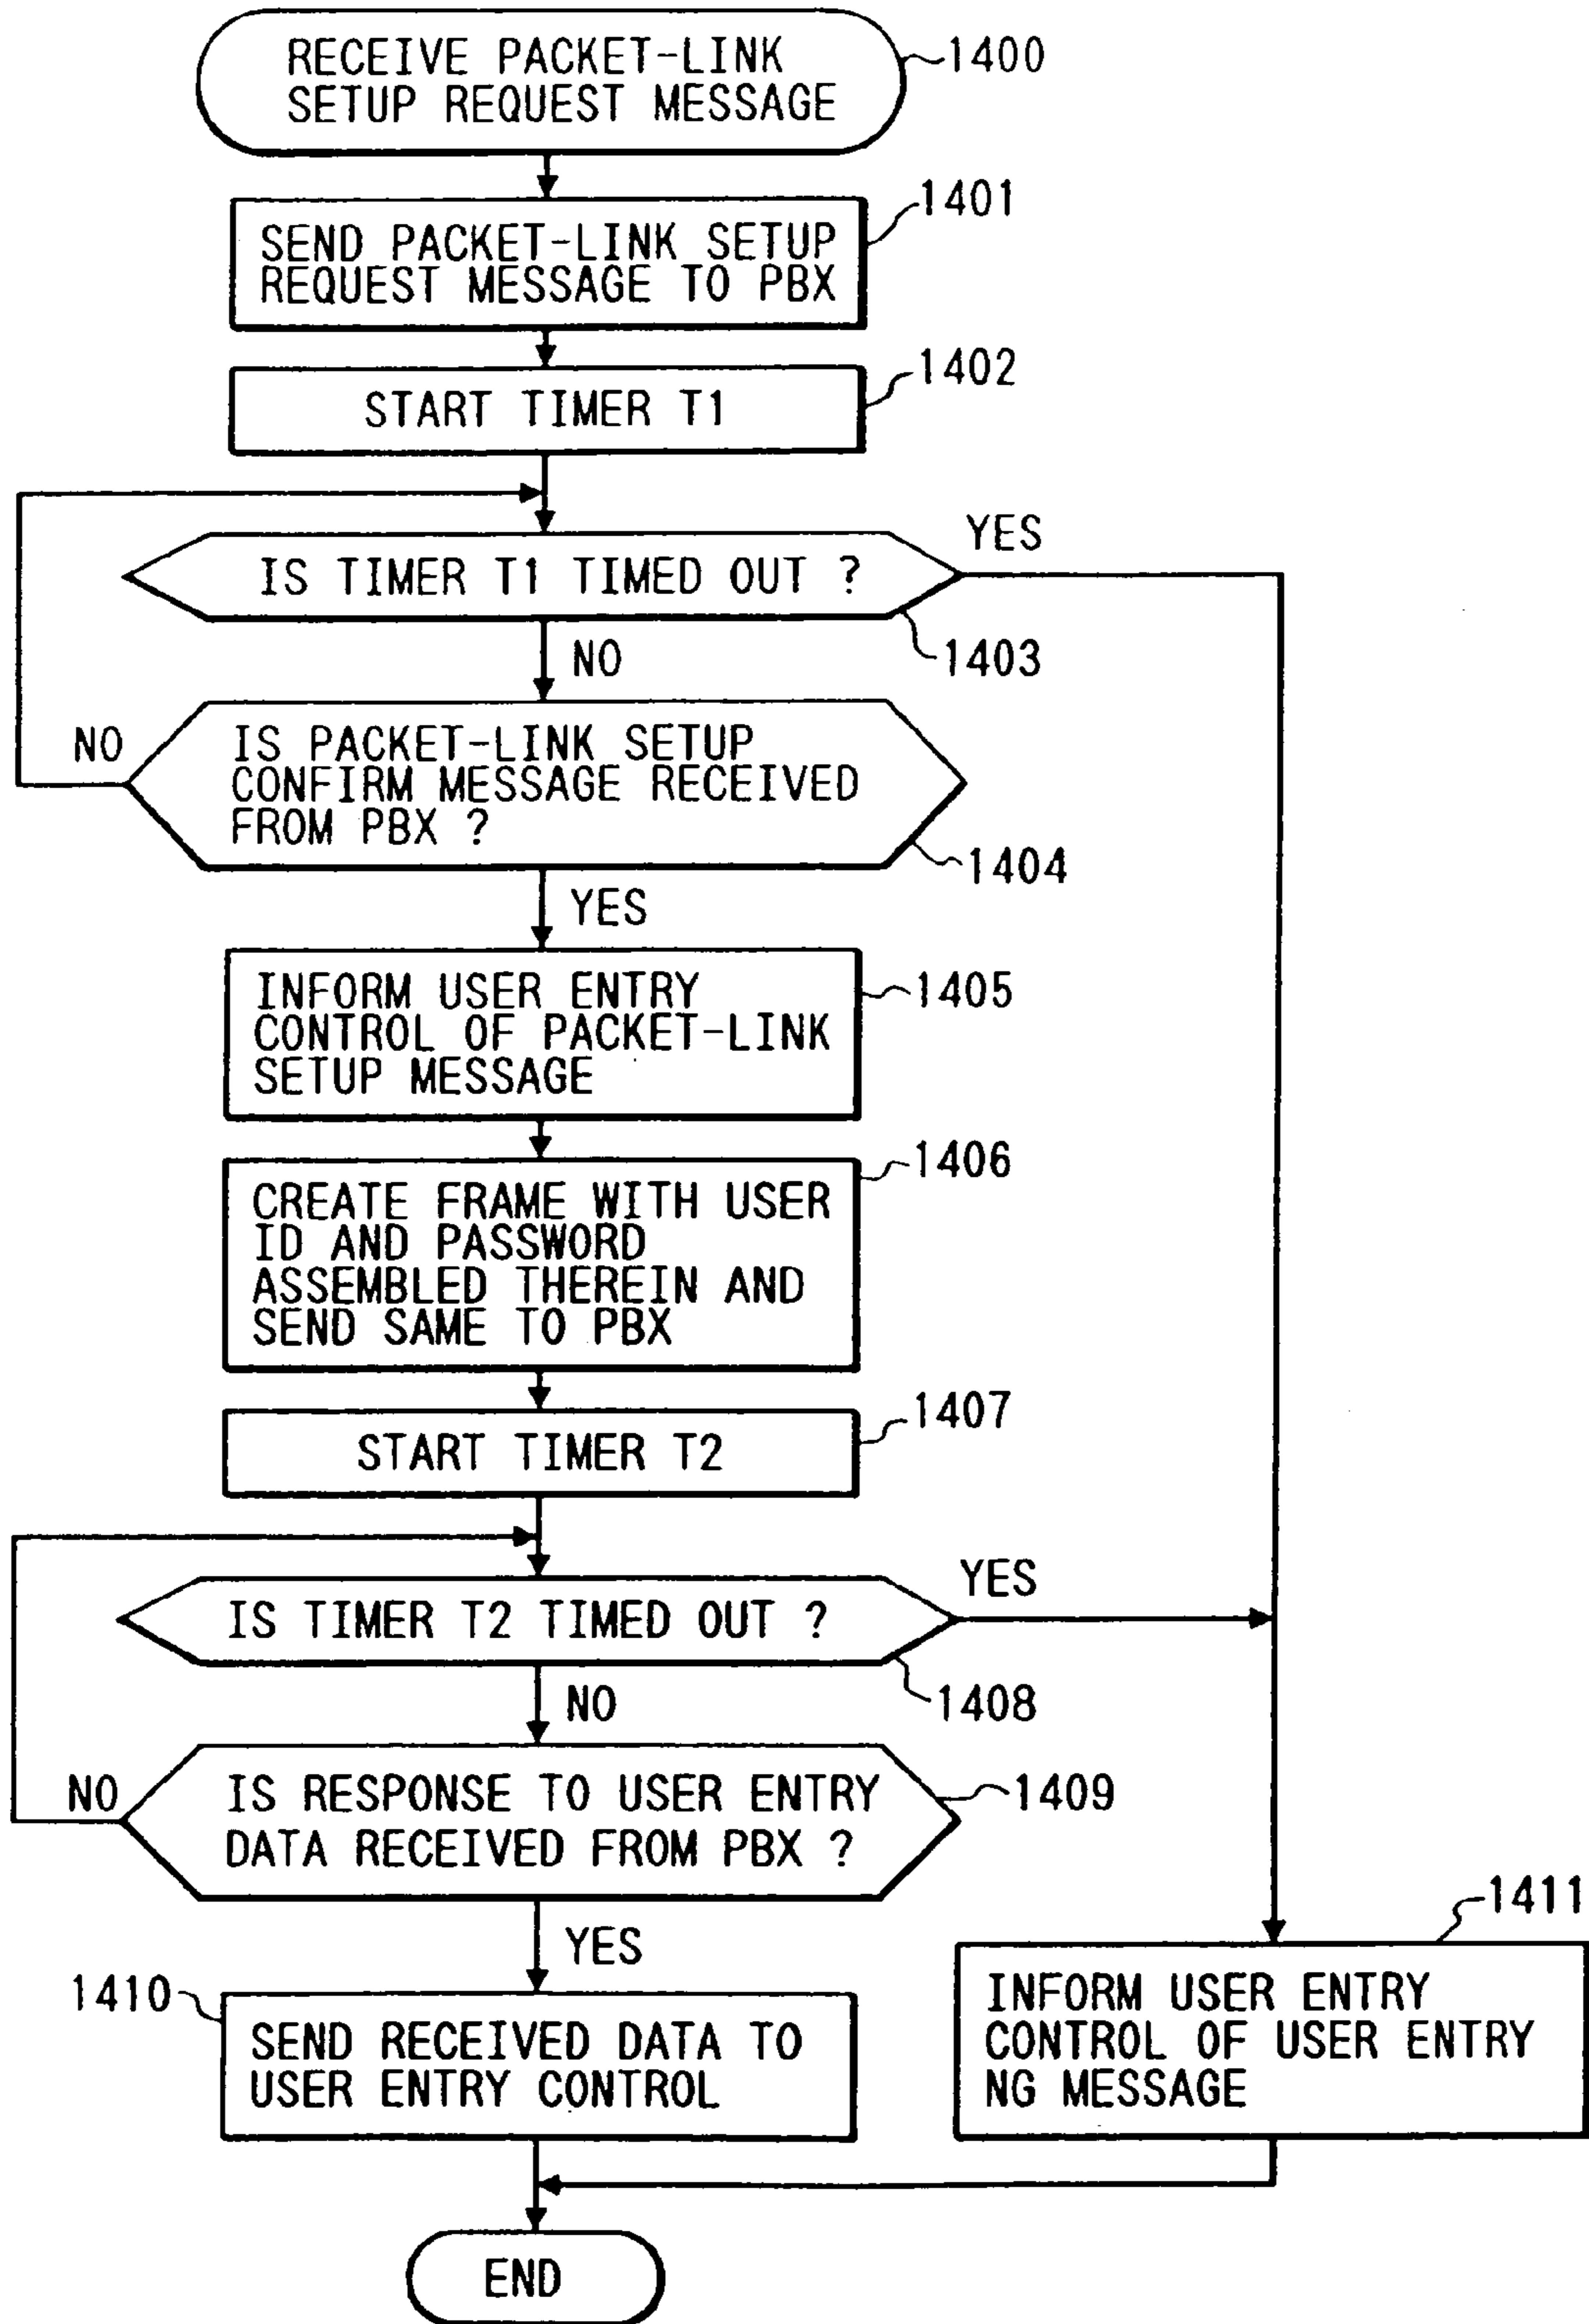 RECEIVE PACKET-LINK
SETUP REQUEST MESSAGE
1400
1401
SEND PACKET-LINK SETUP
REQUEST MESSAGE TO PBX
1402
START TIMER T1
YES
IS TIMER T1 TIMED OUT ?
1403
NO
NO
IS PACKET-LINK SETUP
CONFIRM MESSAGE RECEIVED
FROM PBX ?
1404
YES
INFORM USER ENTRY
CONTROL OF PACKET-LINK
SETUP MESSAGE
1405
1406
CREATE FRAME WITH USER
ID AND PASSWORD
ASSEMBLED THEREIN AND
SEND SAME TO PBX
1407
START TIMER T2
YES
IS TIMER T2 TIMED OUT ?
1408
NO
NO
IS RESPONSE TO USER ENTRY
DATA RECEIVED FROM PBX ?
1409
YES
1410
SEND RECEIVED DATA TO
USER ENTRY CONTROL
1411
INFORM USER ENTRY
CONTROL OF USER ENTRY
NG MESSAGE
END